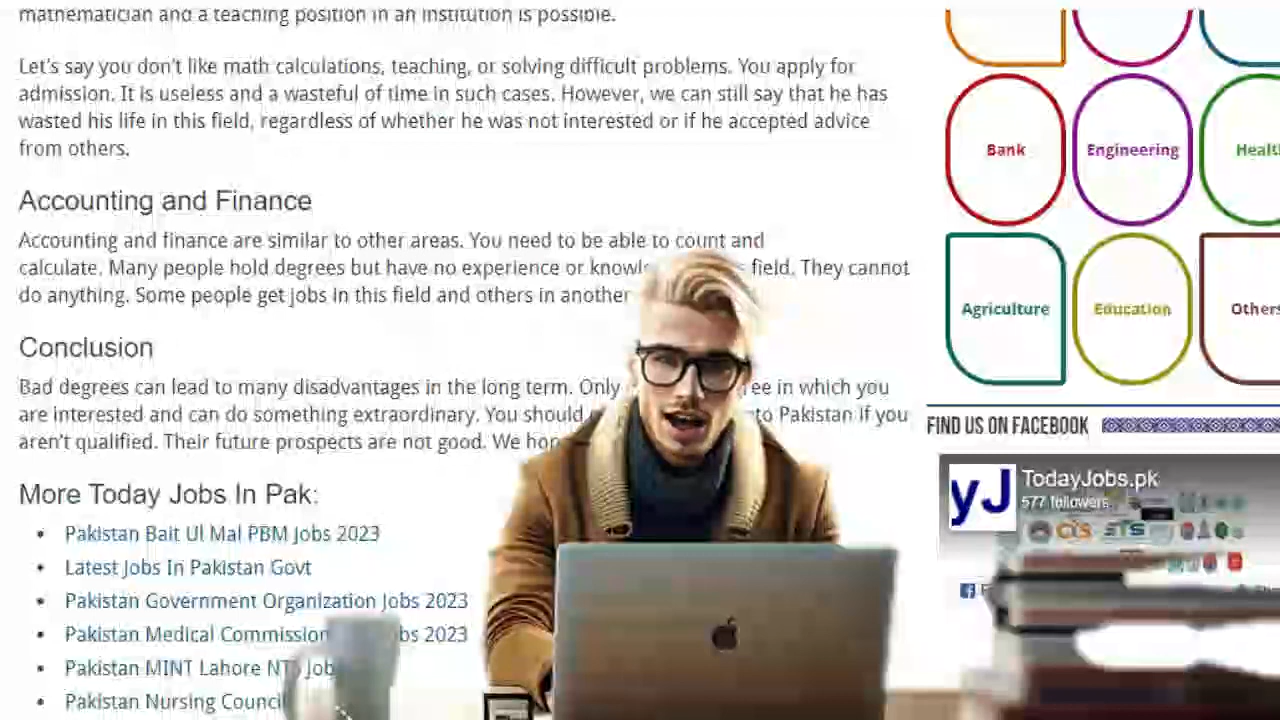 mathematician and a teaching position in an institution is possible.
Let's say you don't like math calculations, teaching, or solving difficult problems. You apply for
admission. It is useless and a wasteful of time in such cases. However, we can still say that he has
wasted his life in this field, regardless of whether he was not interested or if he accepted advice
from others.
Accounting and Finance
Accounting and finance are similar to other areas. You need to be able to count and
calculate. Many people hold degrees but have no experience or field. They cannot
do anything. Some people get jobs in this field and others in another
Conclusion
Bad degrees can lead to many disadvantages in the long term. Only in which you
are interested and can do something extraordinary. You should Pakistan if you
aren't qualified. Their future prospects are not good. We
More Today Jobs In Pak:
• Pakistan Bait Ul Mal PBM Jobs 2023
• Latest Jobs In Pakistan Govt
• Pakistan Government Organization Jobs 2023
• Pakistan Medical Commission 2023
• Pakistan MINT Lahore
• Pakistan Nursing Council
Bank
Engineering
Health
Agriculture
Education
Others
FIND US ON FACEBOOK
yJ
TodayJobs.pk
577 followers
CTS